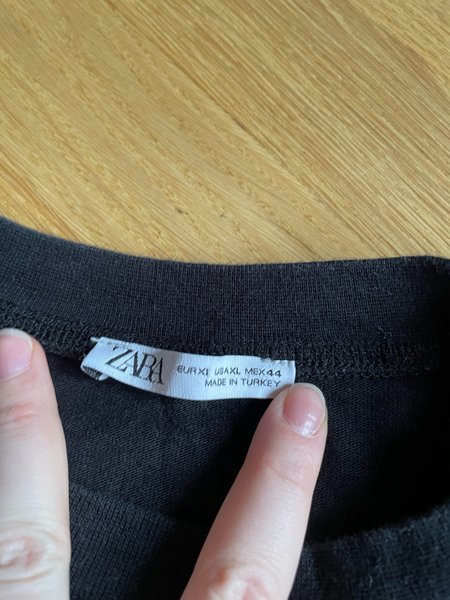 ZARA
EUR XL USA XL MEX 44
MADE IN TURKEY